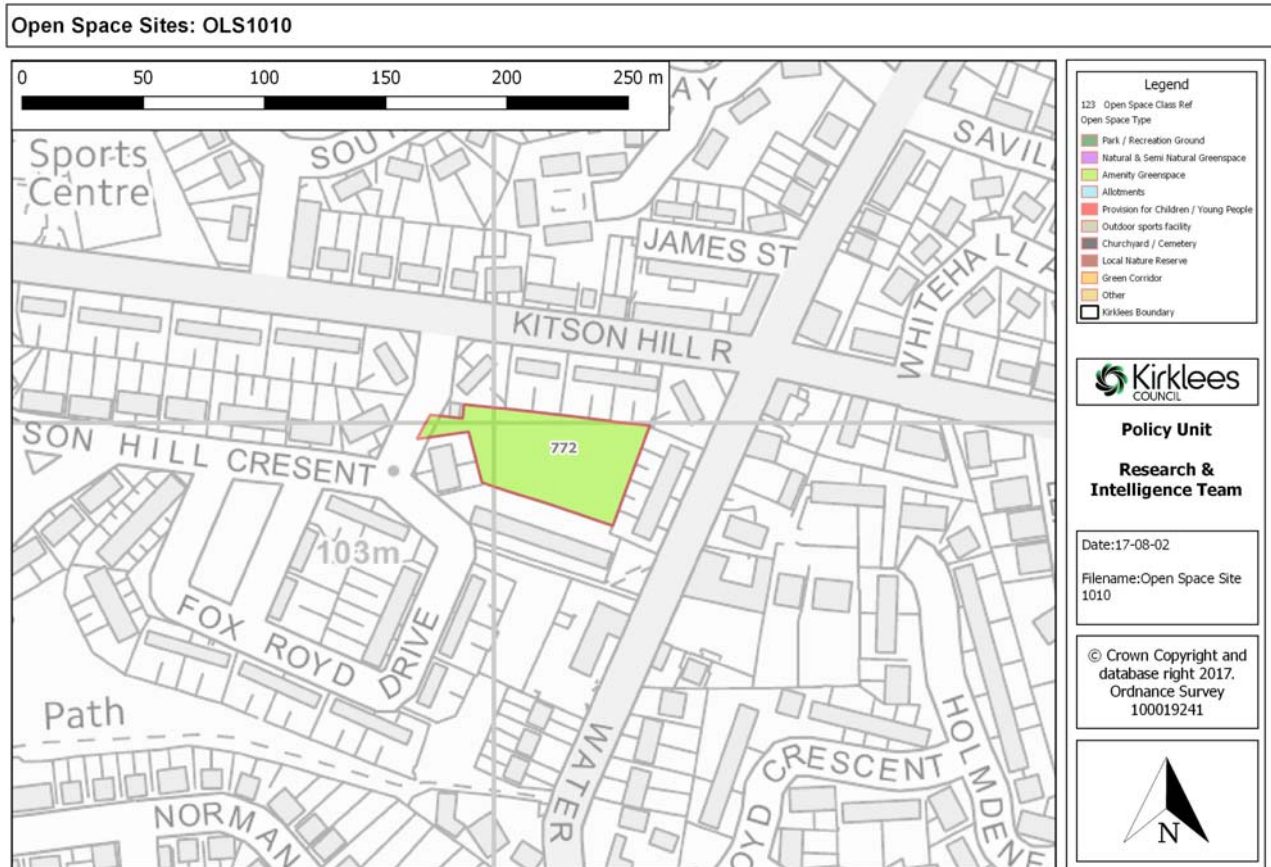 Open Space Sites: OLS1010
0 50 100 150 200 250 m
Sports
Centre
SOU
AY
SAVIL
JAMES ST
WHITEHALL A
KITSON HILL R
772
SON HILL CRESENT
103m
FOX ROYD DRIVE
Path
NORMAN
WATER
OYD CRESCENT
HOLMDENE
Legend
123 Open Space Class Ref
Open Space Type
Park / Recreation Ground
Natural & Semi Natural Greenspace
Amenity Greenspace
Allotments
Provision for Children / Young People
Outdoor sports facility
Churchyard / Cemetery
Local Nature Reserve
Green Corridor
Other
Kirklees Boundary
Kirklees
COUNCIL
Policy Unit
Research &
Intelligence Team
Date:17-08-02
Filename:Open Space Site
1010
© Crown Copyright and
database right 2017.
Ordnance Survey
100019241
N